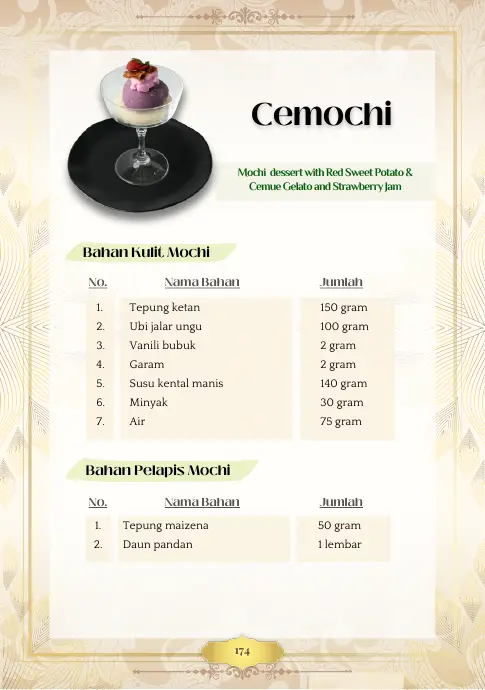 Cemochi
Mochi dessert with Red Sweet Potato &
Cemue Gelato and Strawberry Jam
Bahan Kulit Mochi
No. Nama Bahan Jumlah
1. Tepung ketan 150 gram
2. Ubi jalar ungu 100 gram
3. Vanili bubuk 2 gram
4. Garam 2 gram
5. Susu kental manis 140 gram
6. Minyak 30 gram
7. Air 75 gram
Bahan Pelapis Mochi
No. Nama Bahan Jumlah
1. Tepung maizena 50 gram
2. Daun pandan 1 lembar
174